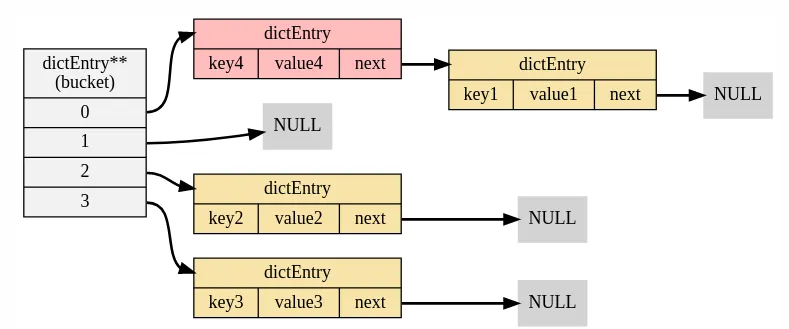 dictEntry**
(bucket)
0
1
2
3
dictEntry
key4 value4 next
dictEntry
key1 value1 next
NULL
NULL
dictEntry
key2 value2 next
NULL
dictEntry
key3 value3 next
NULL